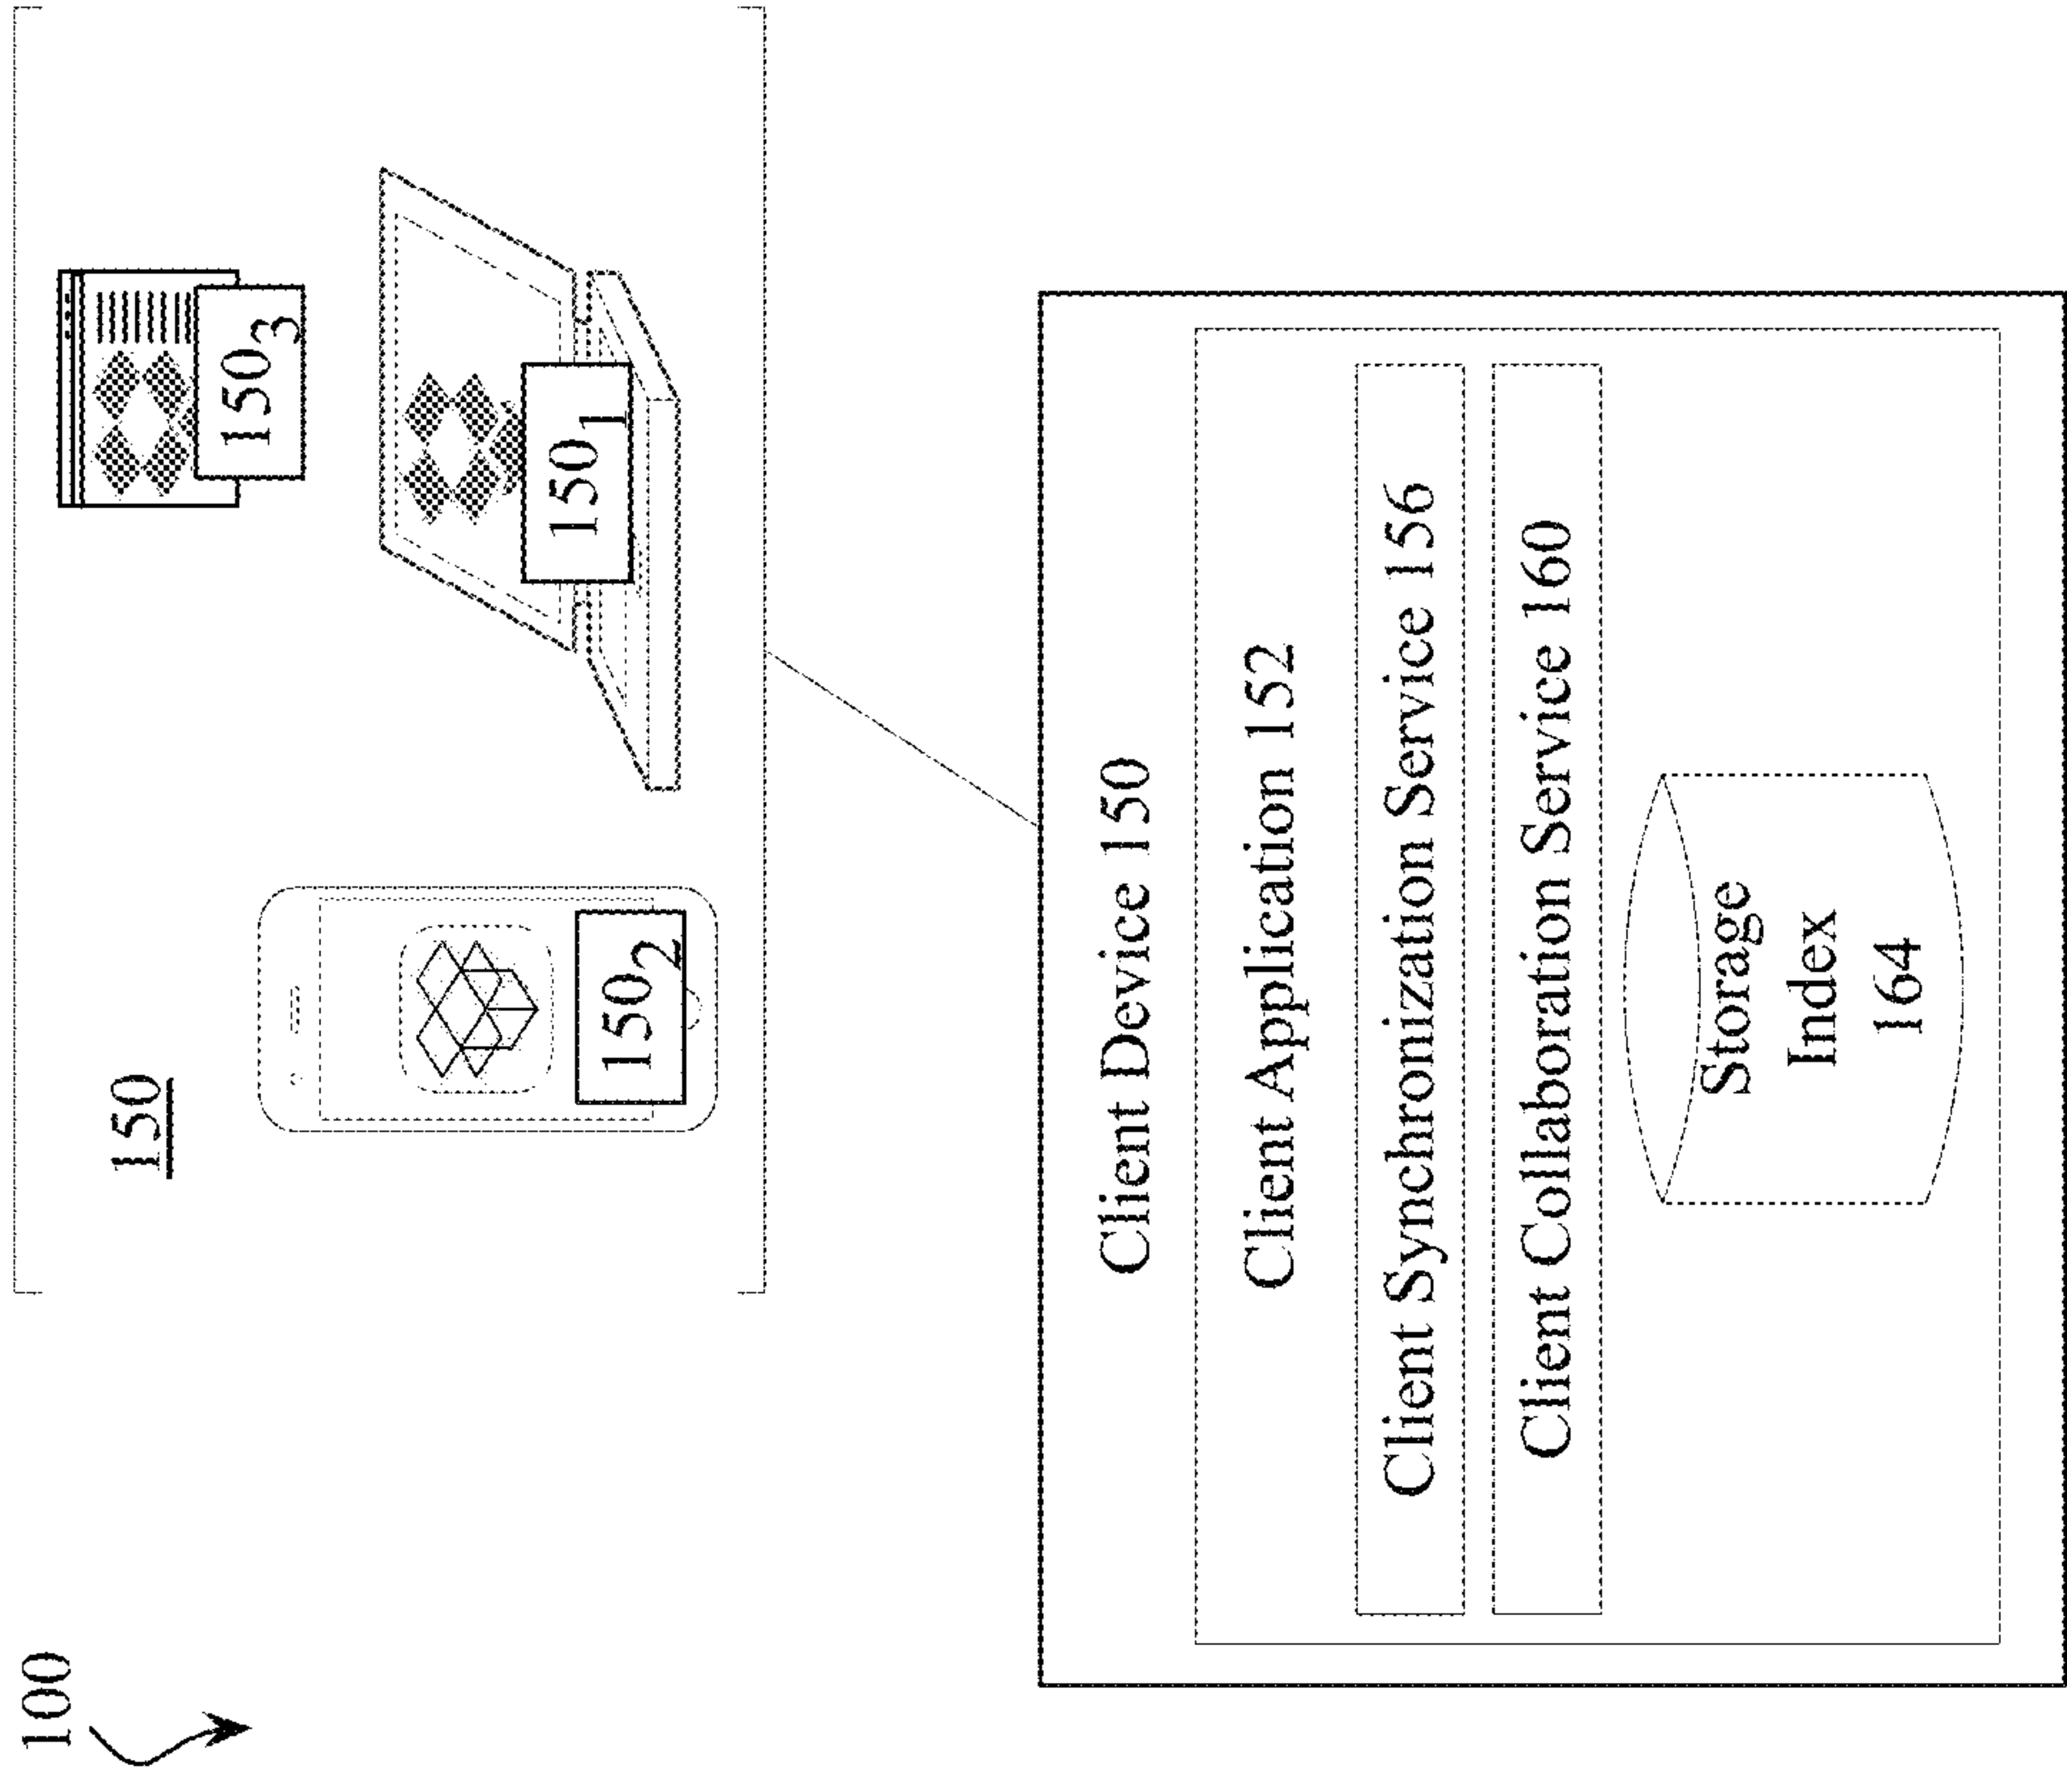 100
150
150₃
150₂
150₁
Client Device 150
Client Application 152
Client Synchronization Service 156
Client Collaboration Service 160
Storage
Index
164